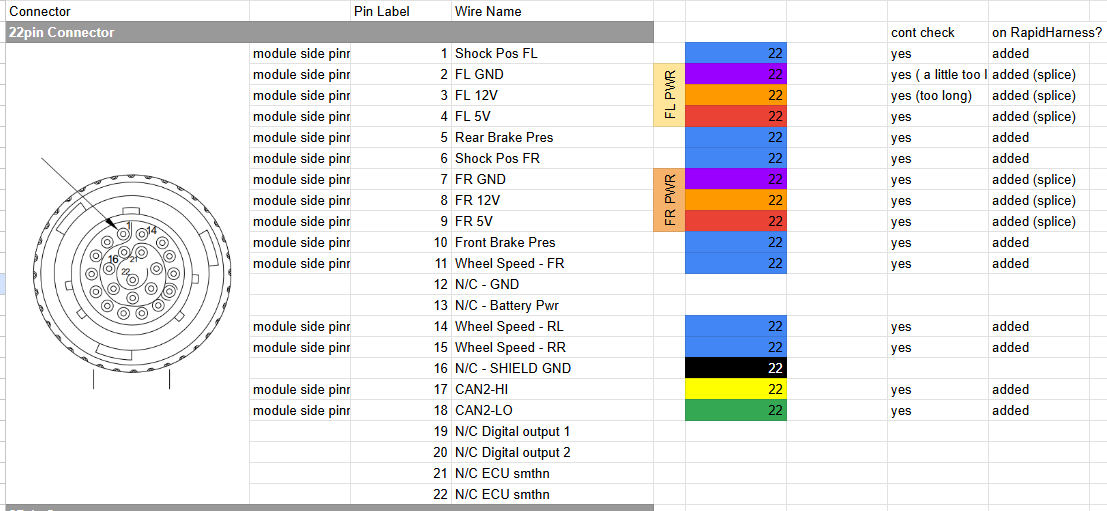 Connector Pin Label Wire Name
22pin Connector cont check on RapidHarness?
module side pinr 1 Shock Pos FL 22 yes added
module side pinr 2 FL GND 22 yes ( a little too l added (splice)
module side pinr 3 FL 12V 22 yes (too long) added (splice)
module side pinr 4 FL 5V 22 yes added (splice)
FL PWR
module side pinr 5 Rear Brake Pres 22 yes added
module side pinr 6 Shock Pos FR 22 yes added
module side pinr 7 FR GND 22 yes added (splice)
module side pinr 8 FR 12V 22 yes added (splice)
module side pinr 9 FR 5V 22 yes added (splice)
FR PWR
module side pinr 10 Front Brake Pres 22 yes added
module side pinr 11 Wheel Speed - FR 22 yes added
12 N/C - GND
13 N/C - Battery Pwr
module side pinr 14 Wheel Speed - RL 22 yes added
module side pinr 15 Wheel Speed - RR 22 yes added
16 N/C - SHIELD GND 22
module side pinr 17 CAN2-HI 22 yes added
module side pinr 18 CAN2-LO 22 yes added
19 N/C Digital output 1
20 N/C Digital output 2
21 N/C ECU smthn
22 N/C ECU smthn
1 14
16 21
22